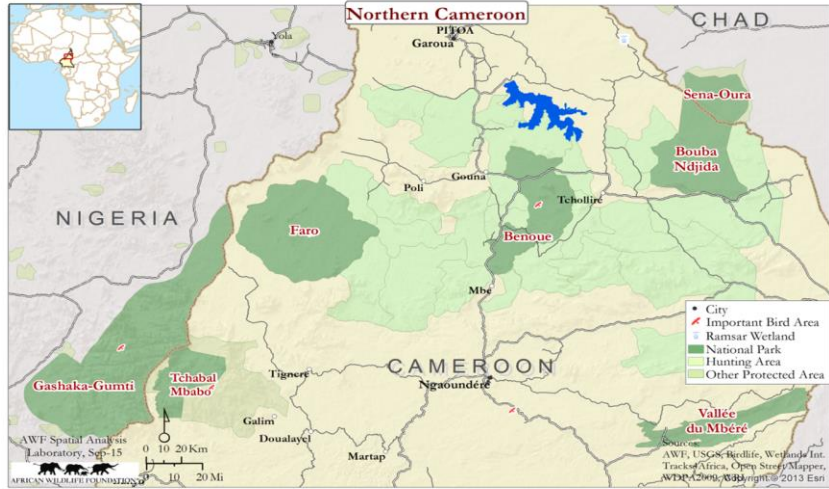 Northern Cameroon
CHAD
PITOA
Garoua
Yola
Sena-Oura
Bouba
Ndjida
Gouna
Poli
Tcholliré
NIGERIA
Faro
Benoue
Mbé
City
Important Bird Area
Ramsar Wetland
National Park
Hunting Area
Other Protected Area
CAMEROON
Gashaka-Gumti
Tchabal
Mbabo
Tignere
Ngaoundéré
Galim
Doualayel
Martap
Vallée
du Mbéré
AWF Spatial Analysis
Laboratory, Sep-15
AFRICAN WILDLIFE FOUNDATION
0 10 20 Km
0 10 20 Mi
Sources:
AWF, USGS, Birdlife, Wetlands Int.
Tracks4Africa, Open Street Mapper,
Copyright © 2013 Esri